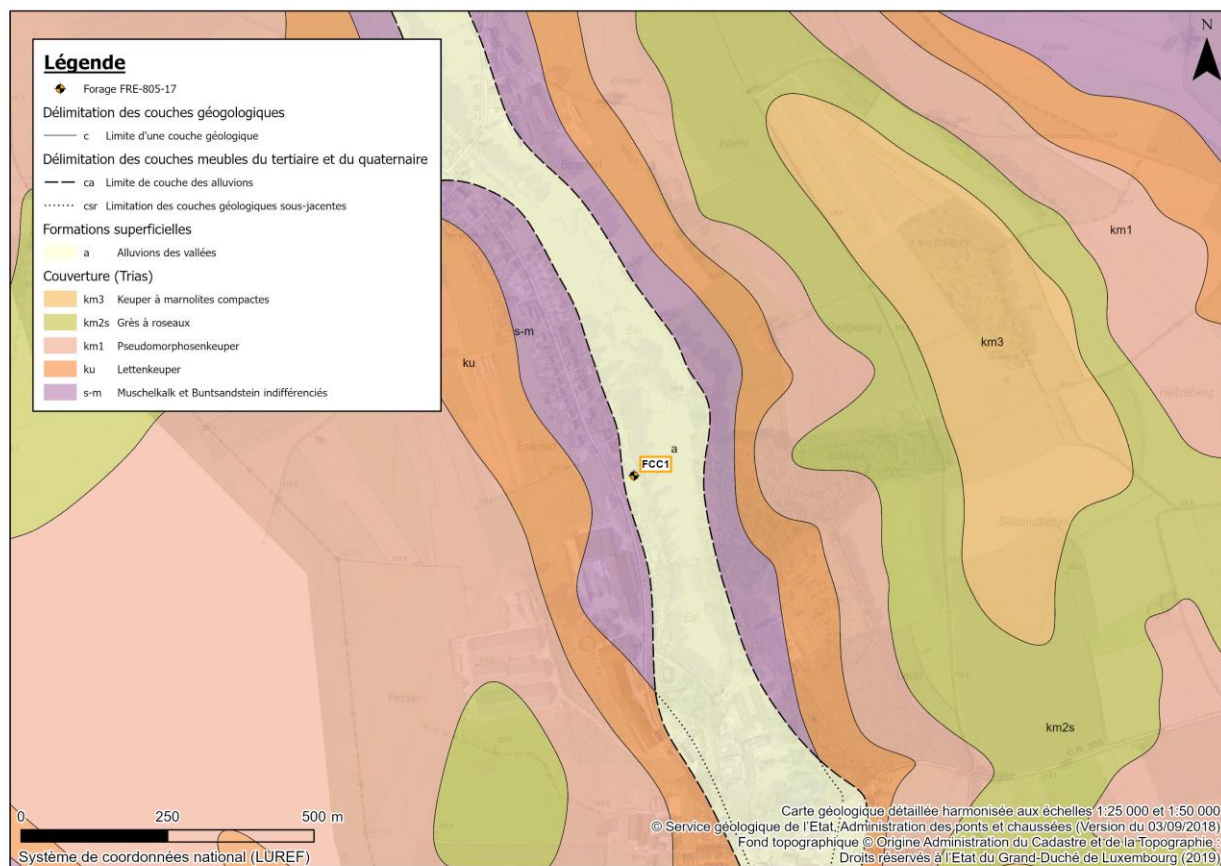 Légende
Forage FRE-805-17
Délimitation des couches géogologiques
c Limite d'une couche géologique
Délimitation des couches meubles du tertiaire et du quaternaire
ca Limite de couche des alluvions
csr Limitation des couches géologiques sous-jacentes
Formations superficielles
a Alluvions des vallées
Couverture (Trias)
km3 Keuper à marnolites compactes
km2s Grès à roseaux
km1 Pseudomorphosenkeuper
ku Lettenkeuper
s-m Muschelkalk et Buntsandstein indifférenciés
N
Hécht
km1
s-m
Eel
km3
ku
a
FCC1
Eel
Pesser
km2s
C.R. 305
0 250 500 m
Système de coordonnées national (LUREF)
Carte géologique détaillée harmonisée aux échelles 1:25 000 et 1:50 000
© Service géologique de l'Etat, Administration des ponts et chaussées (Version du 03/09/2018)
Fond topographique © Origine Administration du Cadastre et de la Topographie -
Droits réservés à l'Etat du Grand-Duché de Luxembourg (2019)